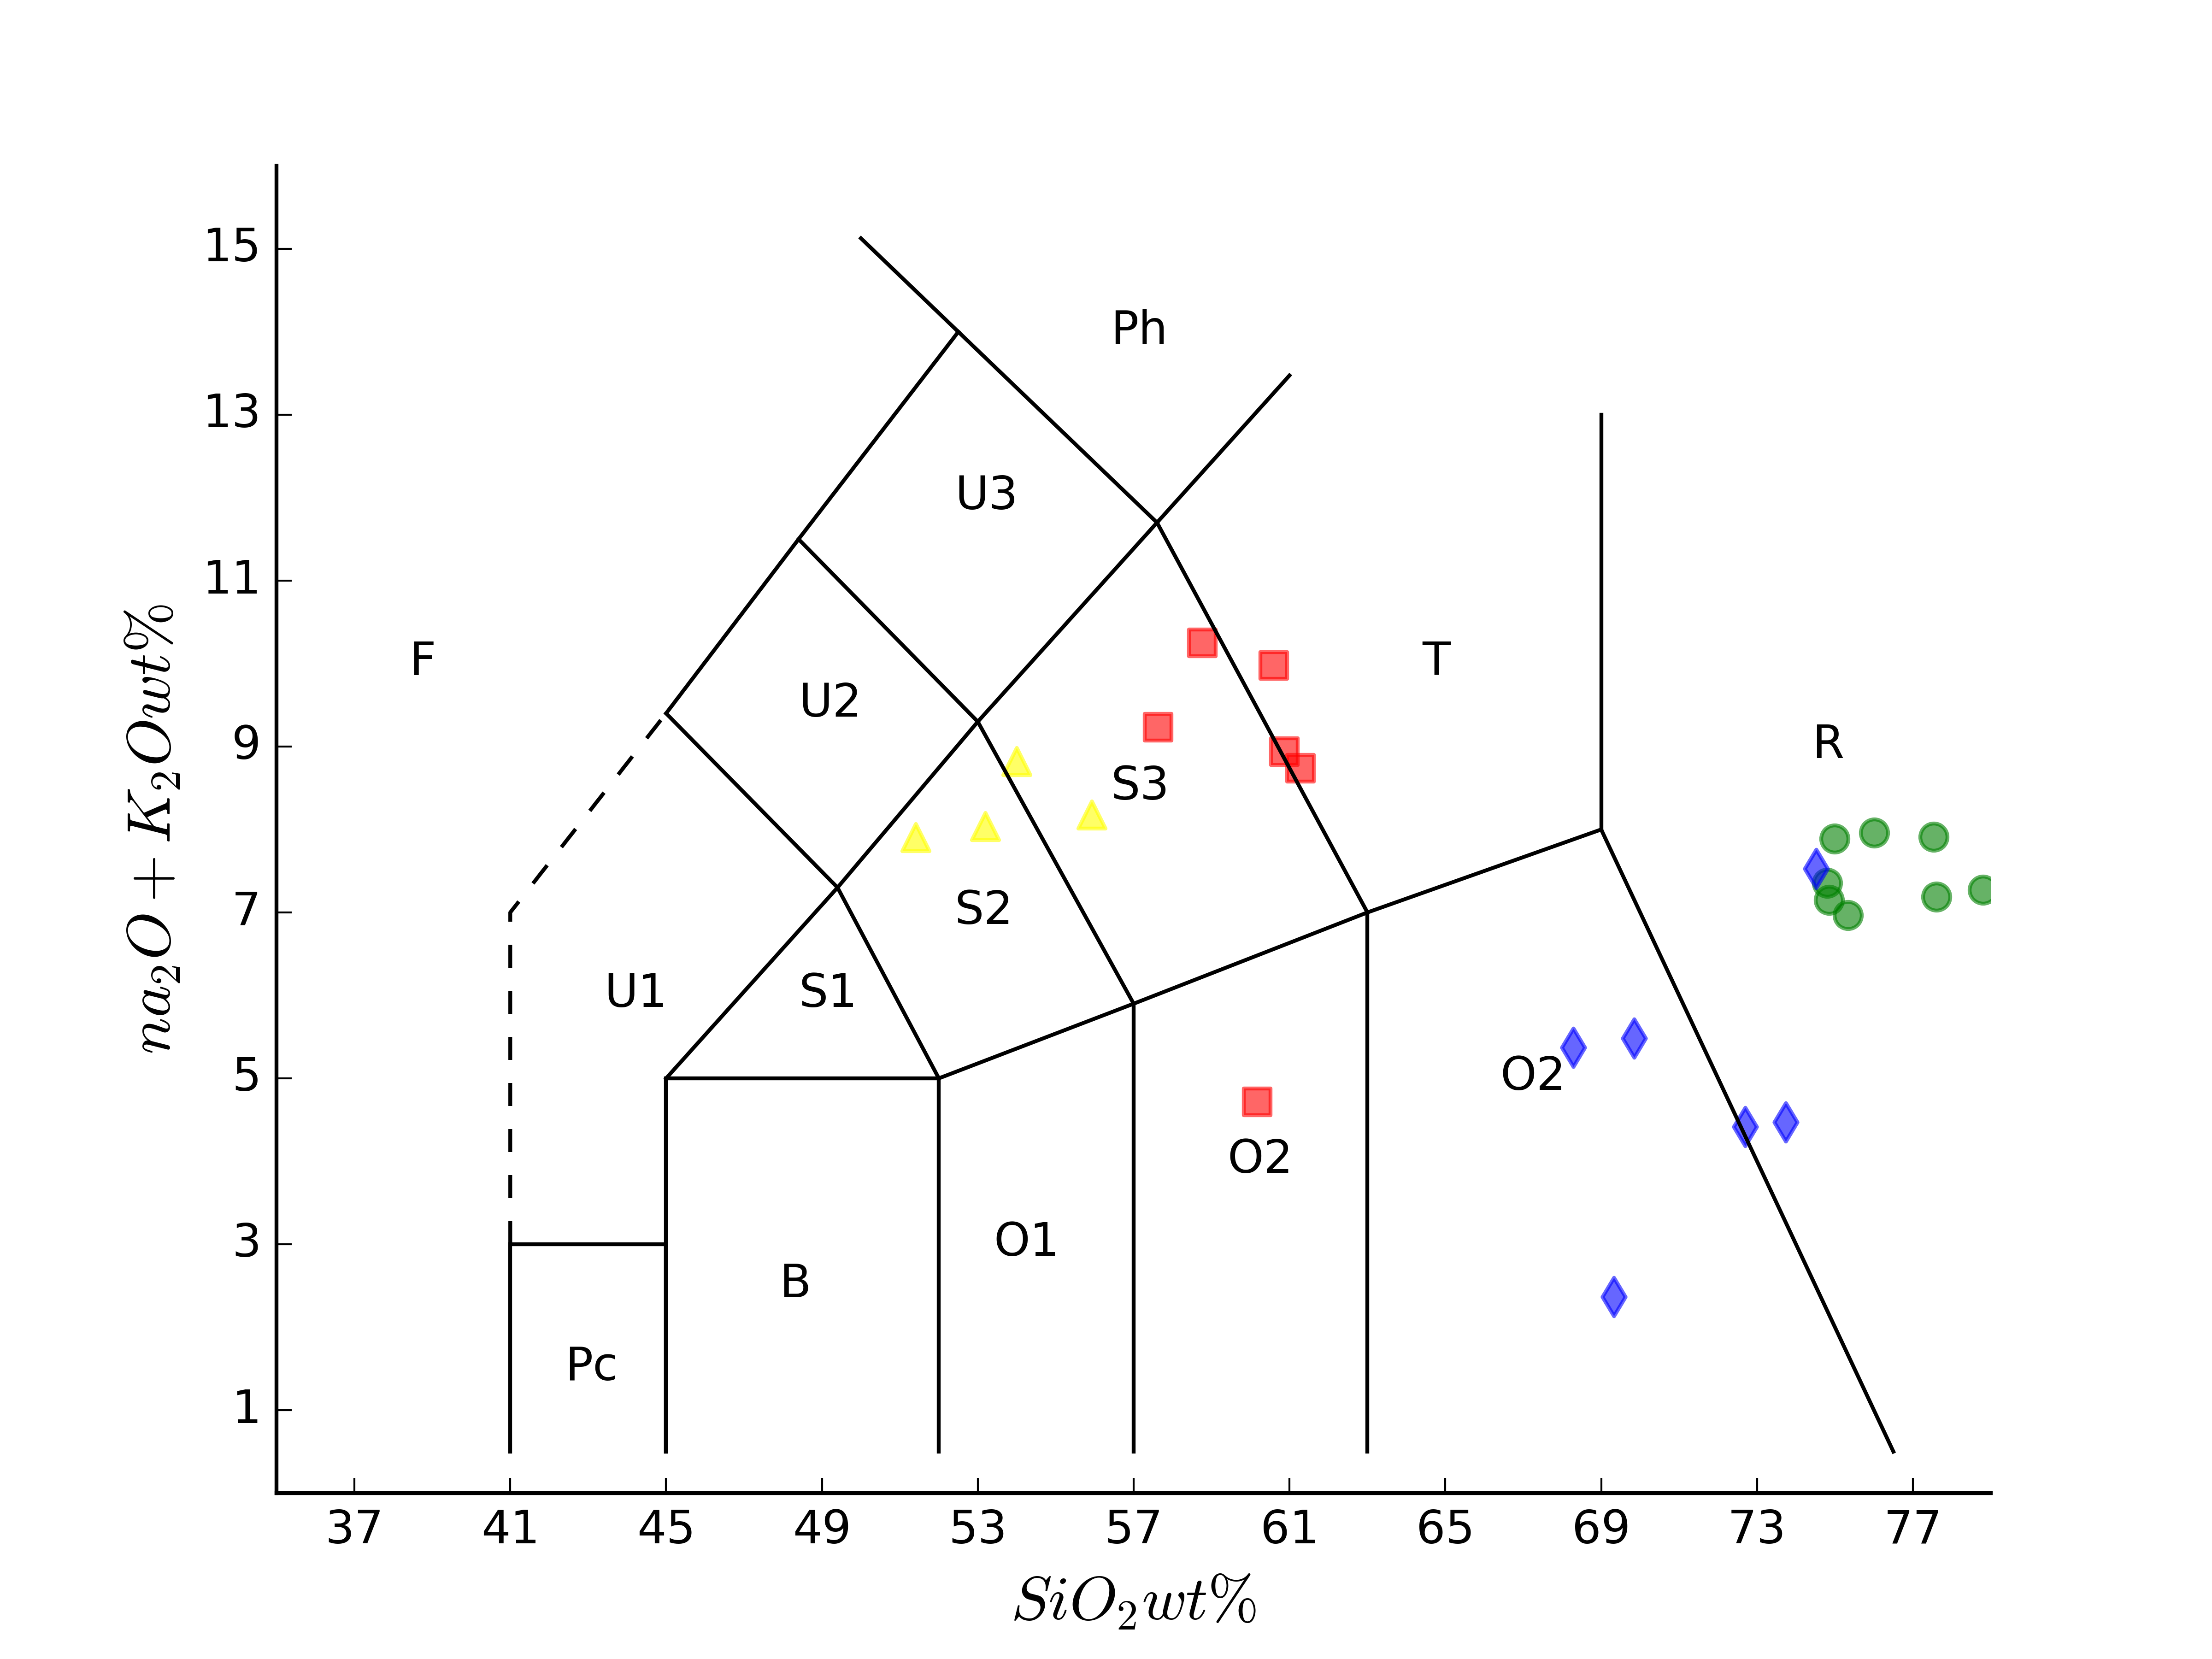 15
13
11
9
7
5
3
1
na₂O + K₂Owt%
Ph
U3
F
U2
T
R
S3
S2
U1
S1
O2
O2
O1
B
Pc
37 41 45 49 53 57 61 65 69 73 77
SiO₂wt%